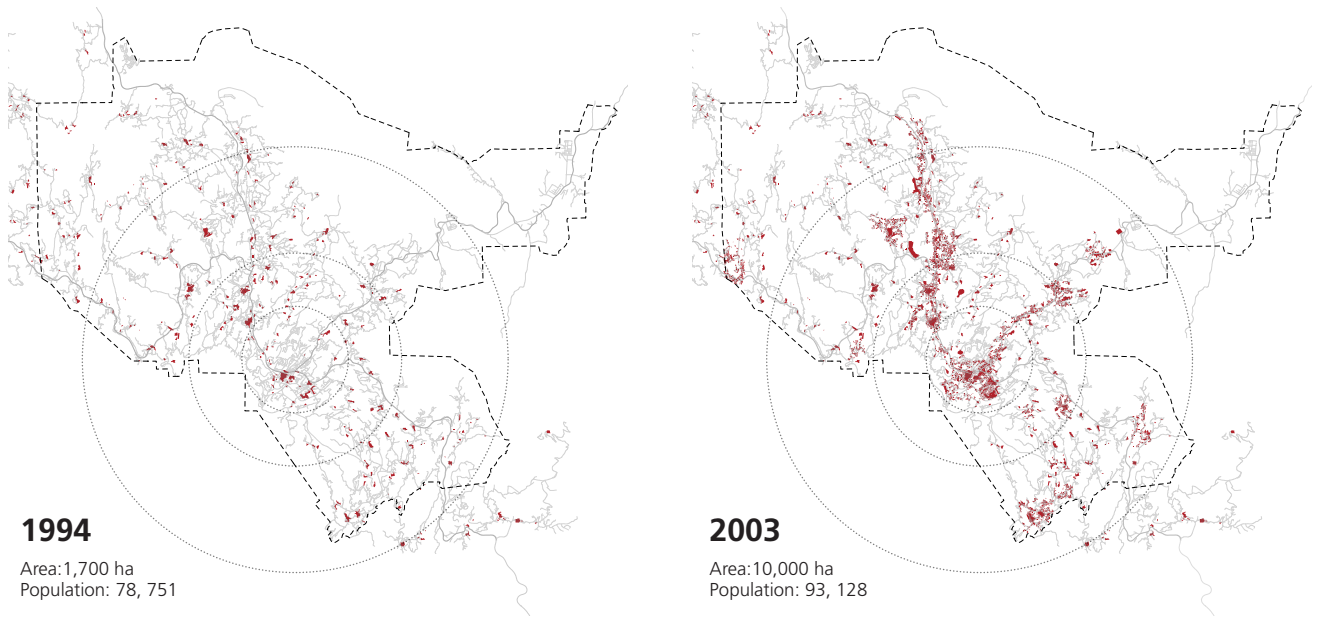 1994
Area:1,700 ha
Population: 78, 751
2003
Area:10,000 ha
Population: 93, 128